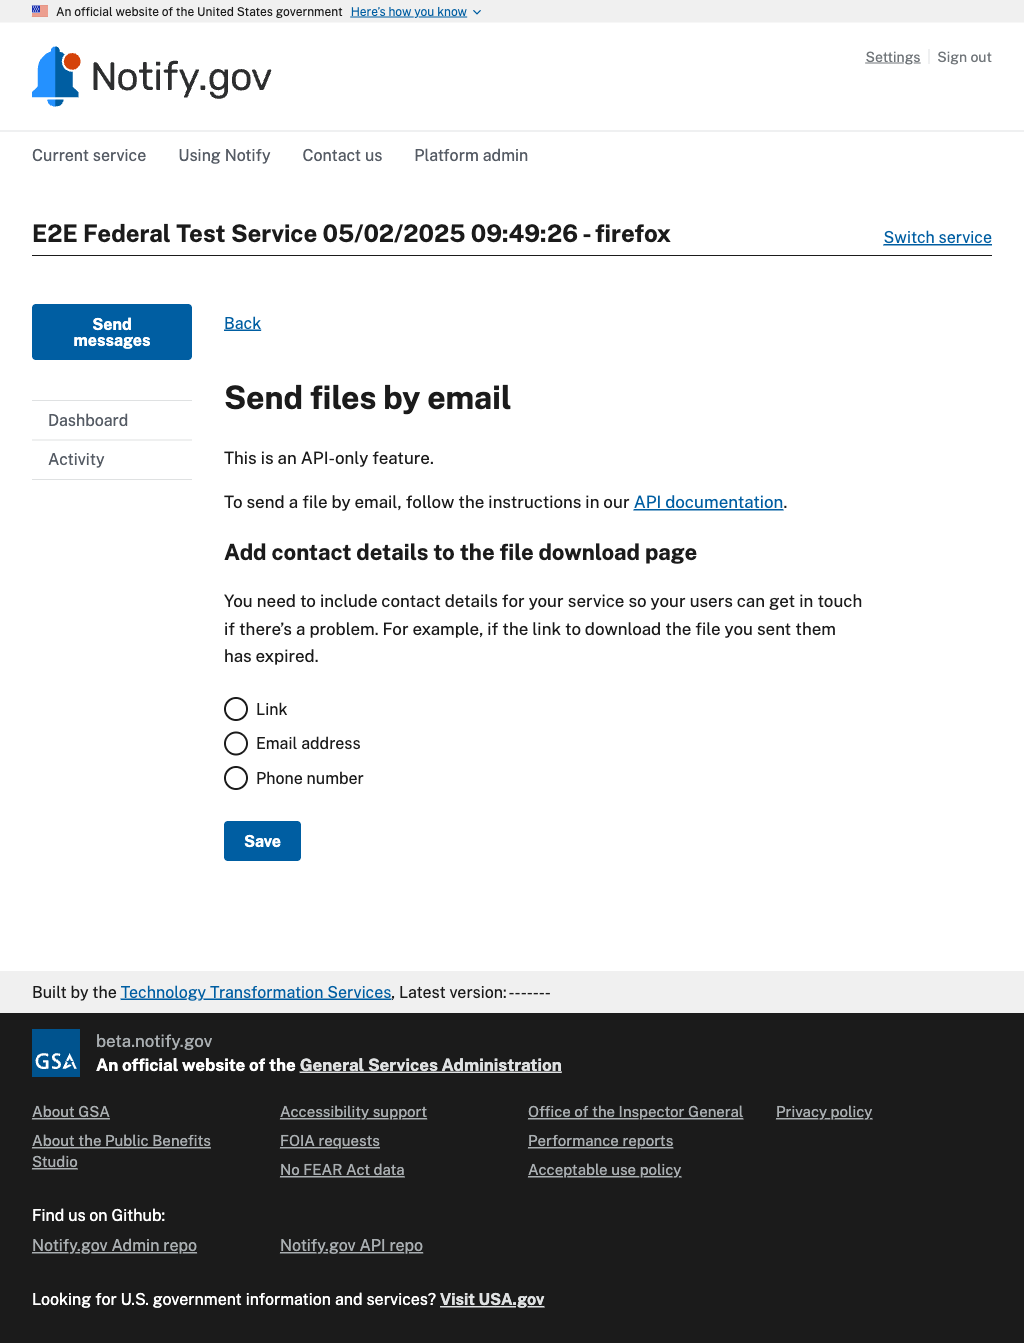 An official website of the United States government Here's how you know
Notify.gov
Settings Sign out
Current service Using Notify Contact us Platform admin
E2E Federal Test Service 05/02/2025 09:49:26 - firefox
Switch service
Send
messages
Dashboard
Activity
Back
Send files by email
This is an API-only feature.
To send a file by email, follow the instructions in our API documentation.
Add contact details to the file download page
You need to include contact details for your service so your users can get in touch
if there’s a problem. For example, if the link to download the file you sent them
has expired.
Link
Email address
Phone number
Save
Built by the Technology Transformation Services, Latest version: -------
GSA
beta.notify.gov
An official website of the General Services Administration
About GSA
About the Public Benefits
Studio
Accessibility support
FOIA requests
No FEAR Act data
Office of the Inspector General
Performance reports
Acceptable use policy
Privacy policy
Find us on Github:
Notify.gov Admin repo
Notify.gov API repo
Looking for U.S. government information and services? Visit USA.gov